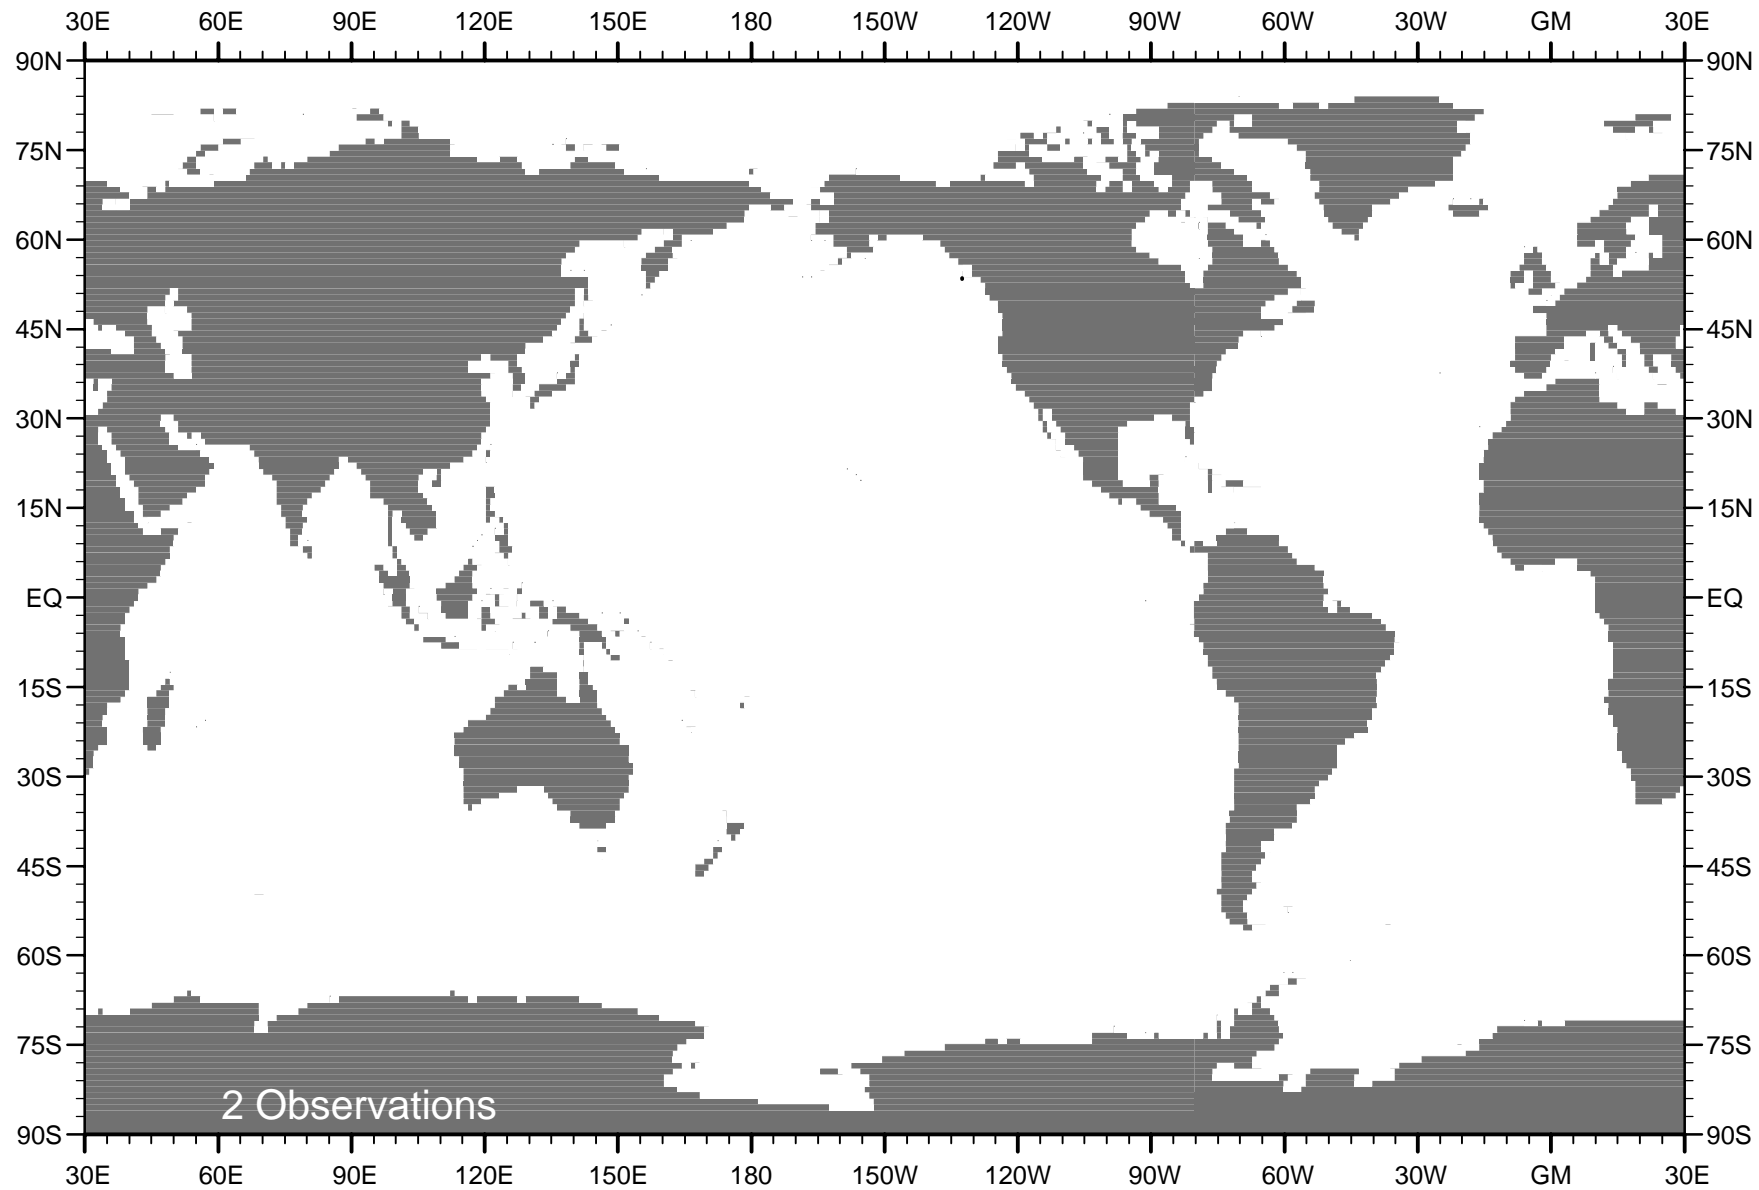 30E 60E 90E 120E 150E 180 150W 120W 90W 60W 30W GM 30E
90N 90N
75N 75N
60N 60N
45N 45N
30N 30N
15N 15N
EQ EQ
15S 15S
30S 30S
45S 45S
60S 60S
75S 75S
2 Observations
90S 90S
30E 60E 90E 120E 150E 180 150W 120W 90W 60W 30W GM 30E